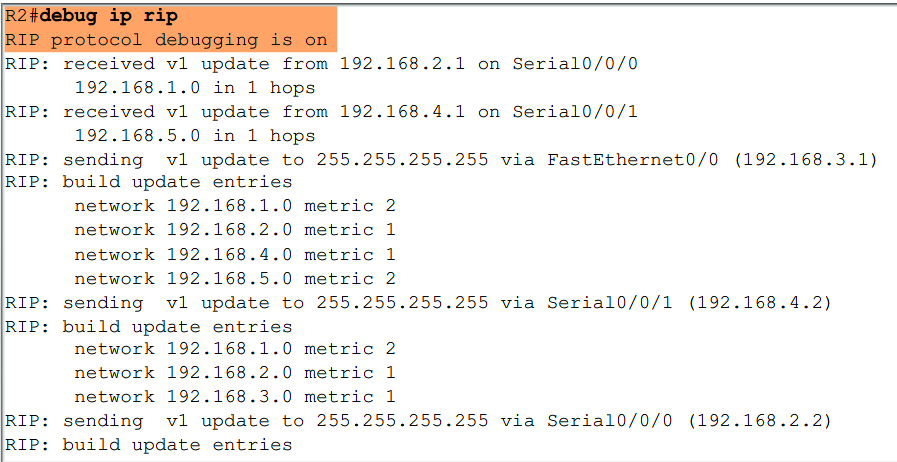 R2#debug ip rip
RIP protocol debugging is on
RIP: received v1 update from 192.168.2.1 on Serial0/0/0
192.168.1.0 in 1 hops
RIP: received v1 update from 192.168.4.1 on Serial0/0/1
192.168.5.0 in 1 hops
RIP: sending  v1 update to 255.255.255.255 via FastEthernet0/0 (192.168.3.1)
RIP: build update entries
network 192.168.1.0 metric 2
network 192.168.2.0 metric 1
network 192.168.4.0 metric 1
network 192.168.5.0 metric 2
RIP: sending  v1 update to 255.255.255.255 via Serial0/0/1 (192.168.4.2)
RIP: build update entries
network 192.168.1.0 metric 2
network 192.168.2.0 metric 1
network 192.168.3.0 metric 1
RIP: sending  v1 update to 255.255.255.255 via Serial0/0/0 (192.168.2.2)
RIP: build update entries